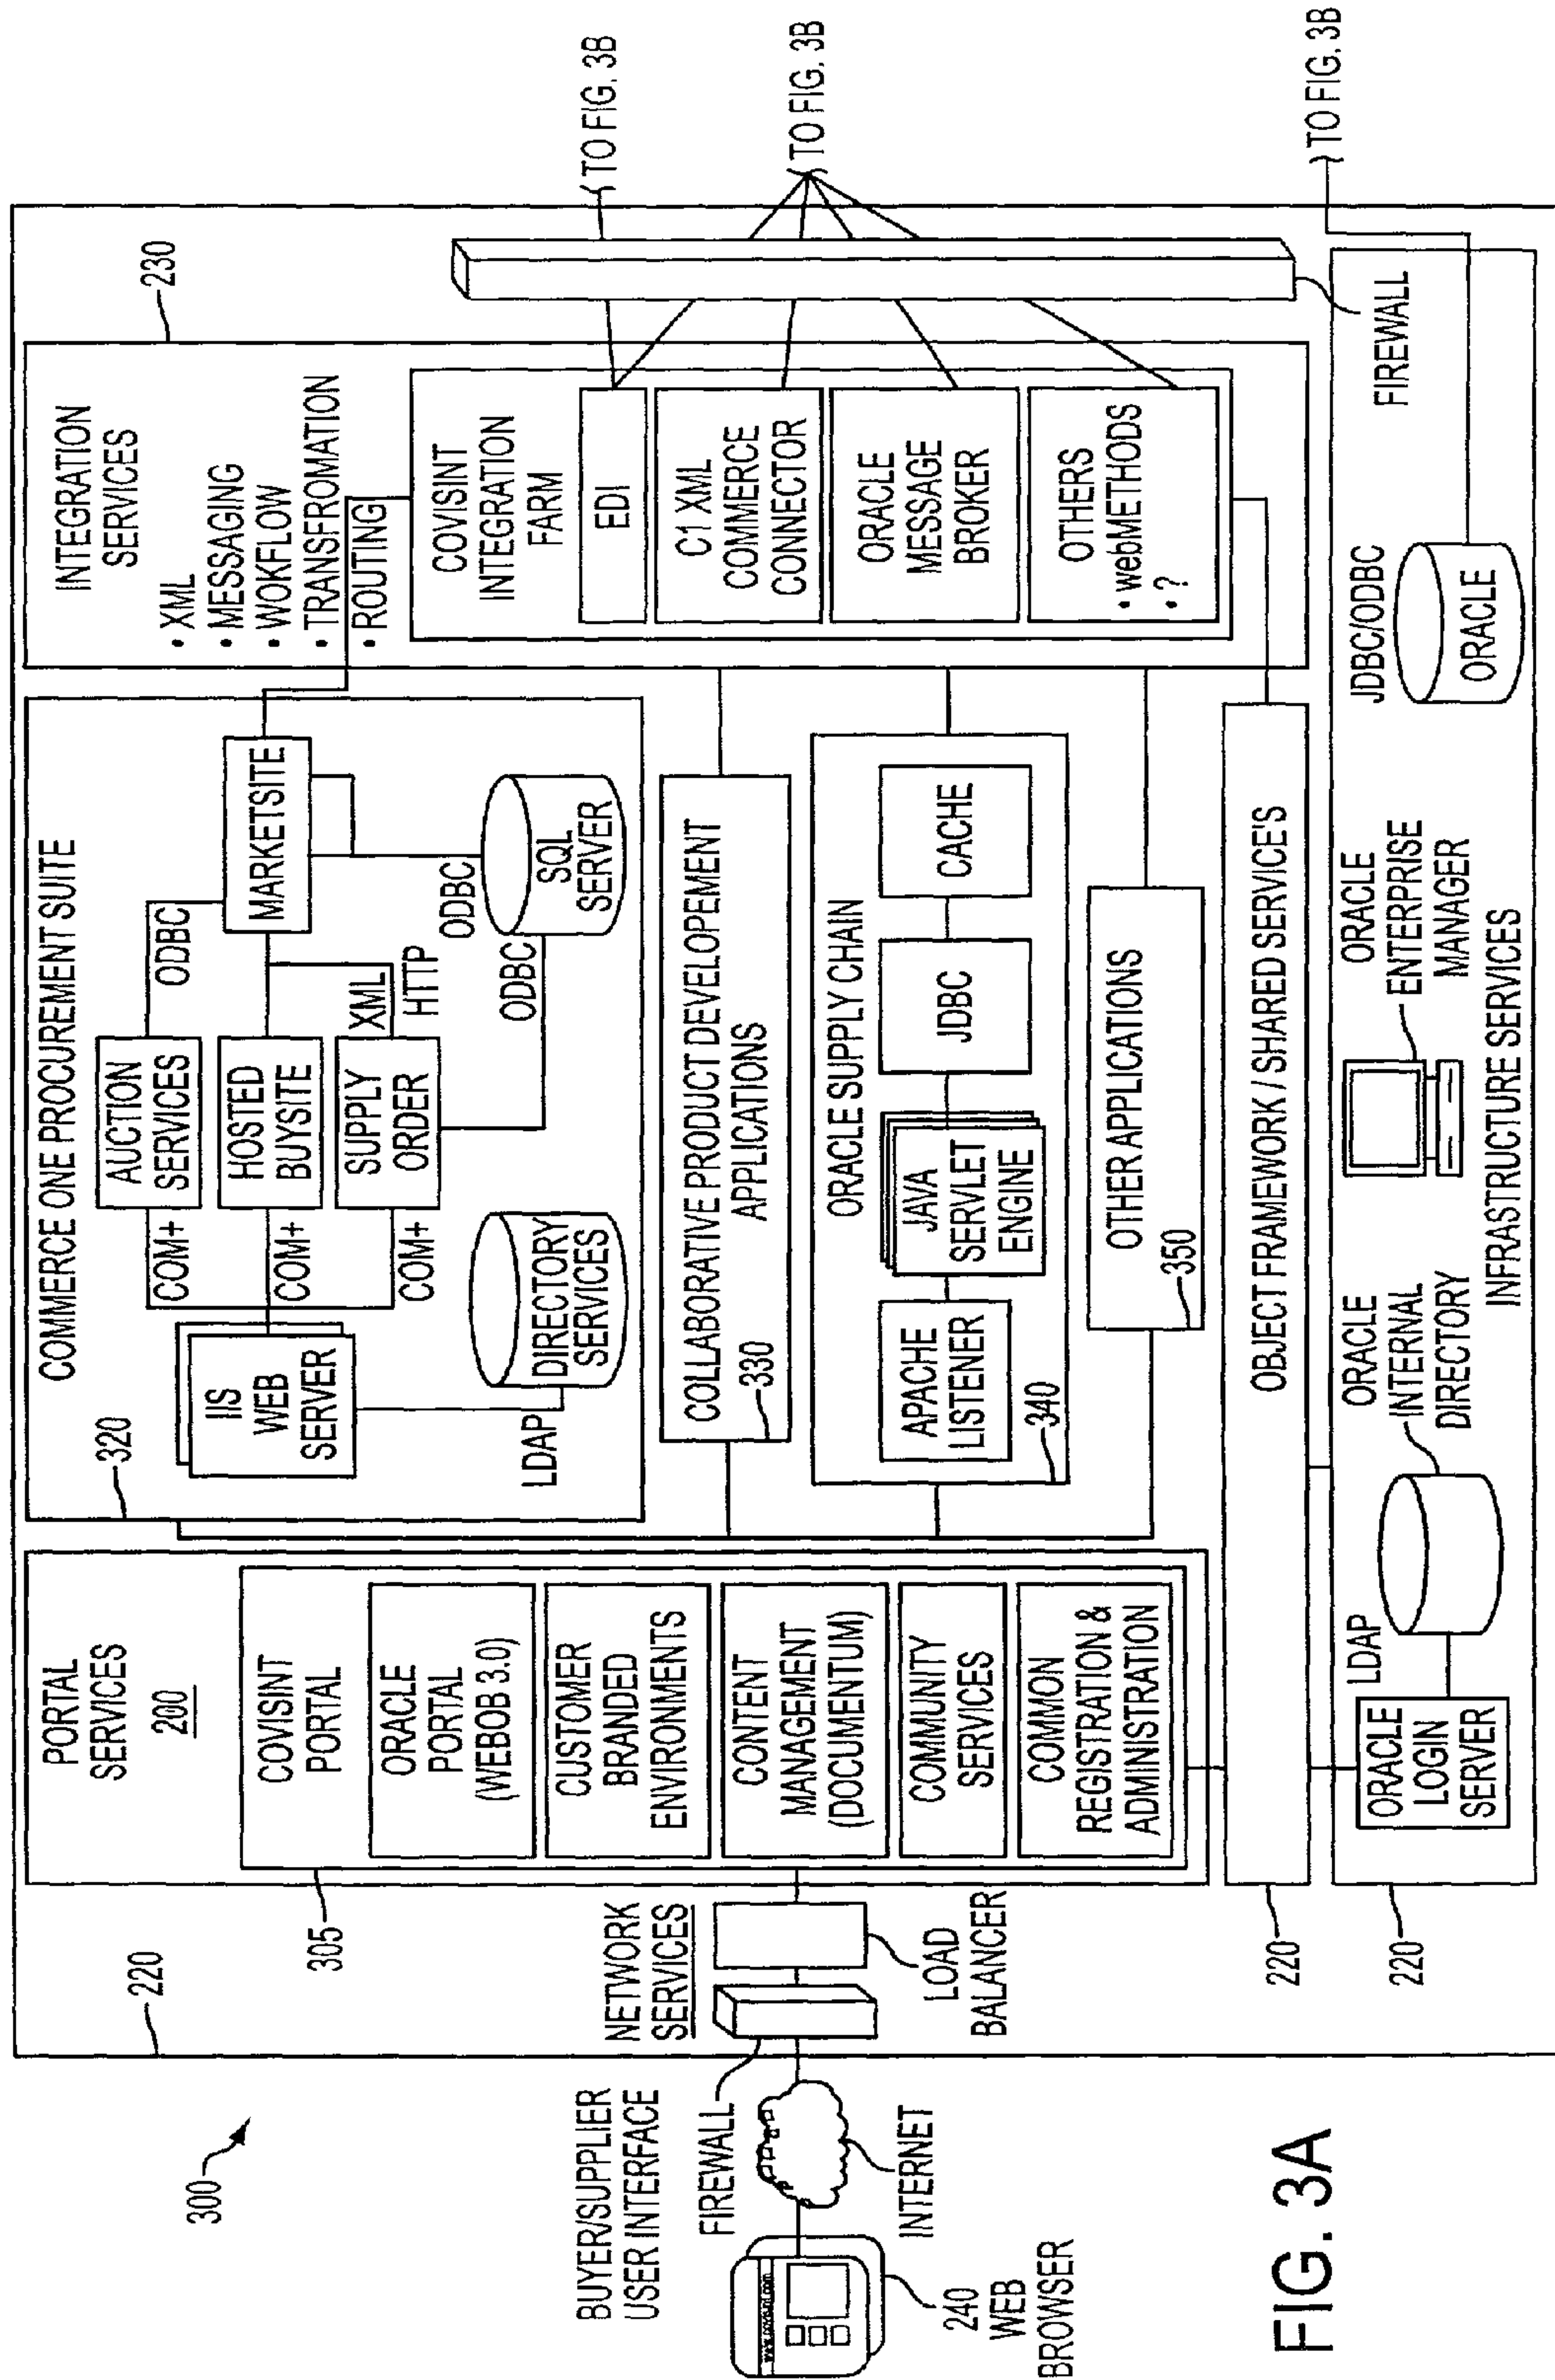 300
220
BUYER/SUPPLIER
USER INTERFACE
FIREWALL
INTERNET
240
WEB
BROWSER
NETWORK
SERVICES
LOAD
BALANCER
PORTAL
SERVICES
200
305
COVISINT
PORTAL
ORACLE
PORTAL
(WEBOB 3.0)
CUSTOMER
BRANDED
ENVIRONMENTS
CONTENT
MANAGEMENT
(DOCUMENTUM)
COMMUNITY
SERVICES
COMMON
REGISTRATION &
ADMINISTRATION
320
COMMERCE ONE PROCUREMENT SUITE
IIS
WEB
SERVER
LDAP
DIRECTORY
SERVICES
COM+
COM+
COM+
AUCTION
SERVICES
HOSTED
BUYSITE
SUPPLY
ORDER
ODBC
XML
HTTP
ODBC
ODBC
MARKETSITE
SQL
SERVER
COLLABORATIVE PRODUCT DEVELOPEMENT
APPLICATIONS
330
ORACLE SUPPLY CHAIN
APACHE
LISTENER
JAVA
SERVLET
ENGINE
JDBC
CACHE
340
OTHER APPLICATIONS
350
INTEGRATION
SERVICES
230
• XML
• MESSAGING
• WOKFLOW
• TRANSFROMATION
• ROUTING
COVISINT
INTEGRATION
FARM
EDI
C1 XML
COMMERCE
CONNECTOR
ORACLE
MESSAGE
BROKER
OTHERS
• webMETHODS
• ?
TO FIG. 3B
TO FIG. 3B
FIREWALL
OBJECT FRAMEWORK / SHARED SERVICE'S
220
220
ORACLE
LOGIN
SERVER
LDAP
ORACLE
INTERNAL
DIRECTORY
ORACLE
ENTERPRISE
MANAGER
INFRASTRUCTURE SERVICES
JDBC/ODBC
ORACLE
TO FIG. 3B
FIG. 3A